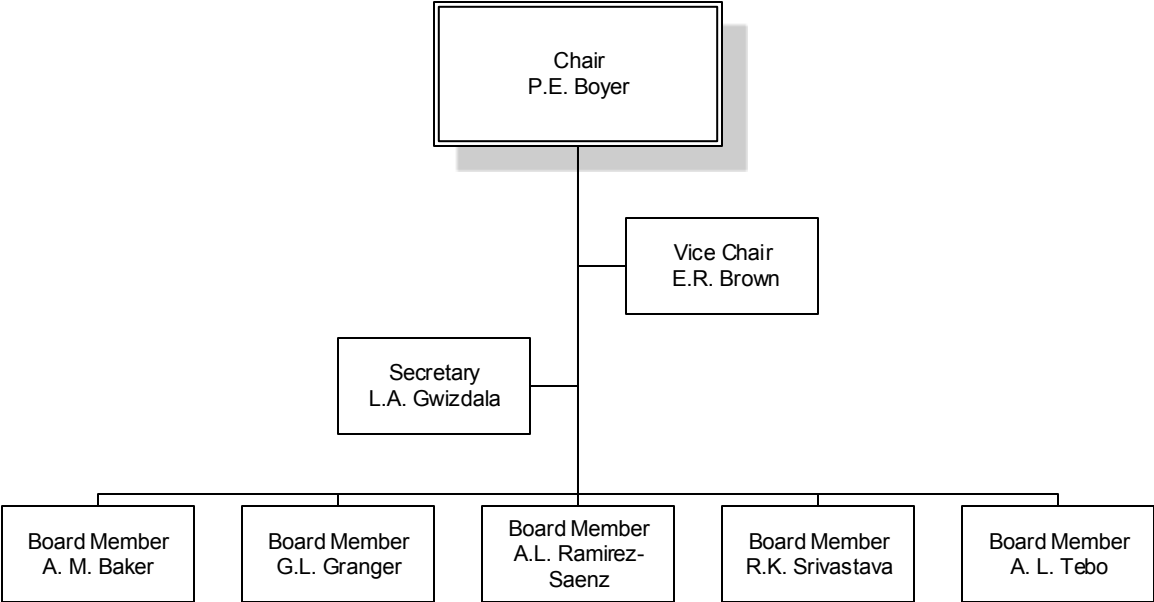 Chair
P.E. Boyer
Vice Chair
E.R. Brown
Secretary
L.A. Gwizdala
Board Member
A. M. Baker
Board Member
G.L. Granger
Board Member
A.L. Ramirez-
Saenz
Board Member
R.K. Srivastava
Board Member
A. L. Tebo